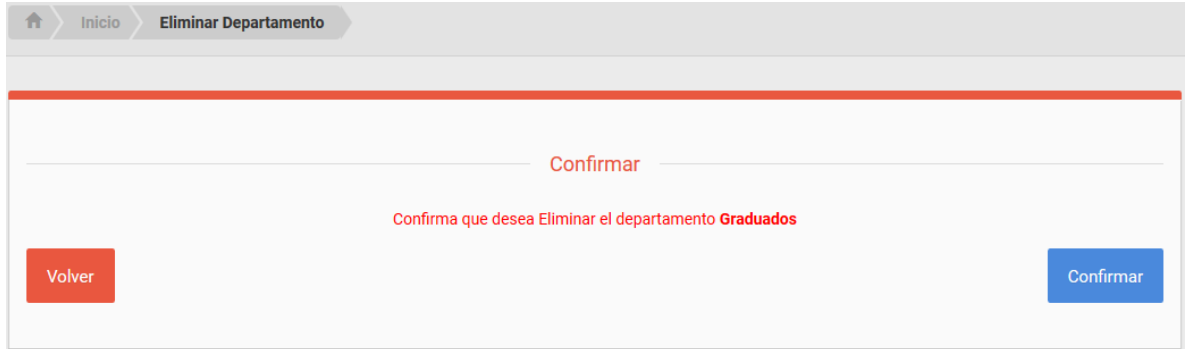 Inicio Eliminar Departamento
Confirmar
Confirma que desea Eliminar el departamento Graduados
Volver Confirmar